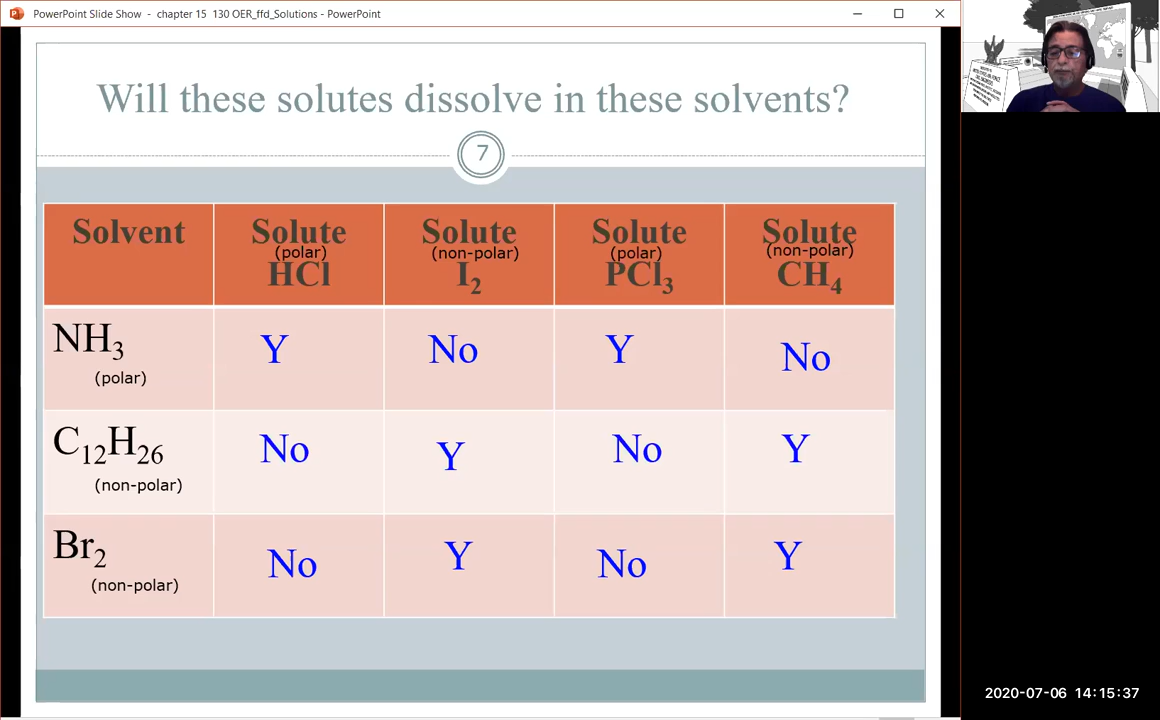 PowerPoint Slide Show - chapter 15 130 OER_ffd_Solutions - PowerPoint
Will these solutes dissolve in these solvents?
7
Solvent
Solute
(polar)
HCl
Solute
(non-polar)
I₂
Solute
(polar)
PCl₃
Solute
(non-polar)
CH₄
NH₃
(polar)
Y
No
Y
No
C₁₂H₂₆
(non-polar)
No
Y
No
Y
Br₂
(non-polar)
No
Y
No
Y
2020-07-06 14:15:37